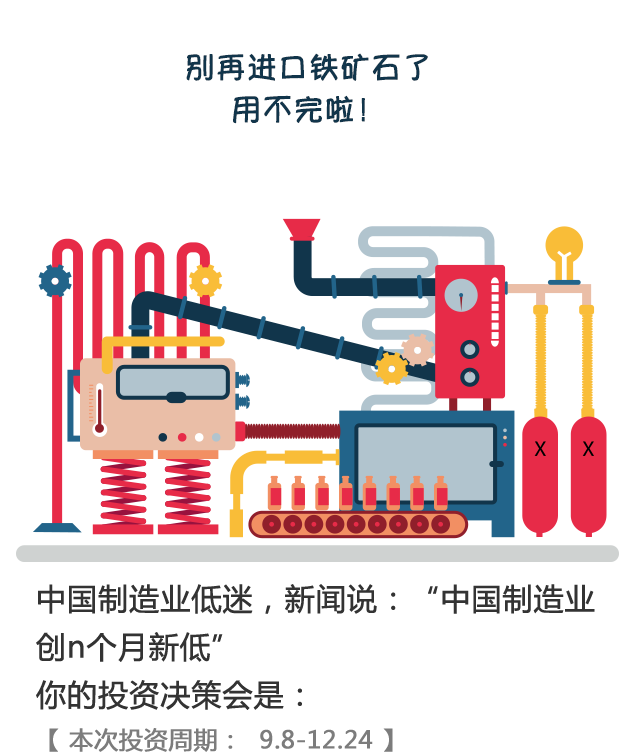 别再进口铁矿石了
用不完啦!
X X
中国制造业低迷，新闻说：“中国制造业
创n个月新低”
你的投资决策会是：
【 本次投资周期： 9.8-12.24 】